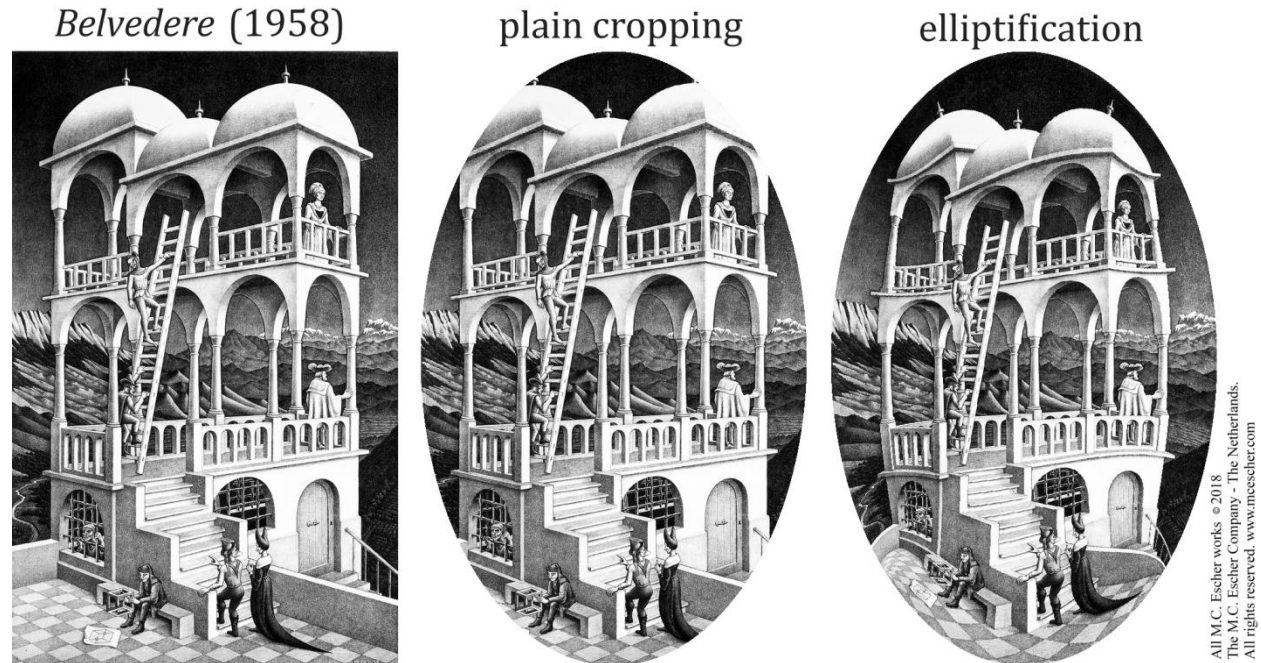 Belvedere (1958)
plain cropping
elliptification
All M.C. Escher works © 2018
The M.C. Escher Company - The Netherlands.
All rights reserved. www.mcescher.com